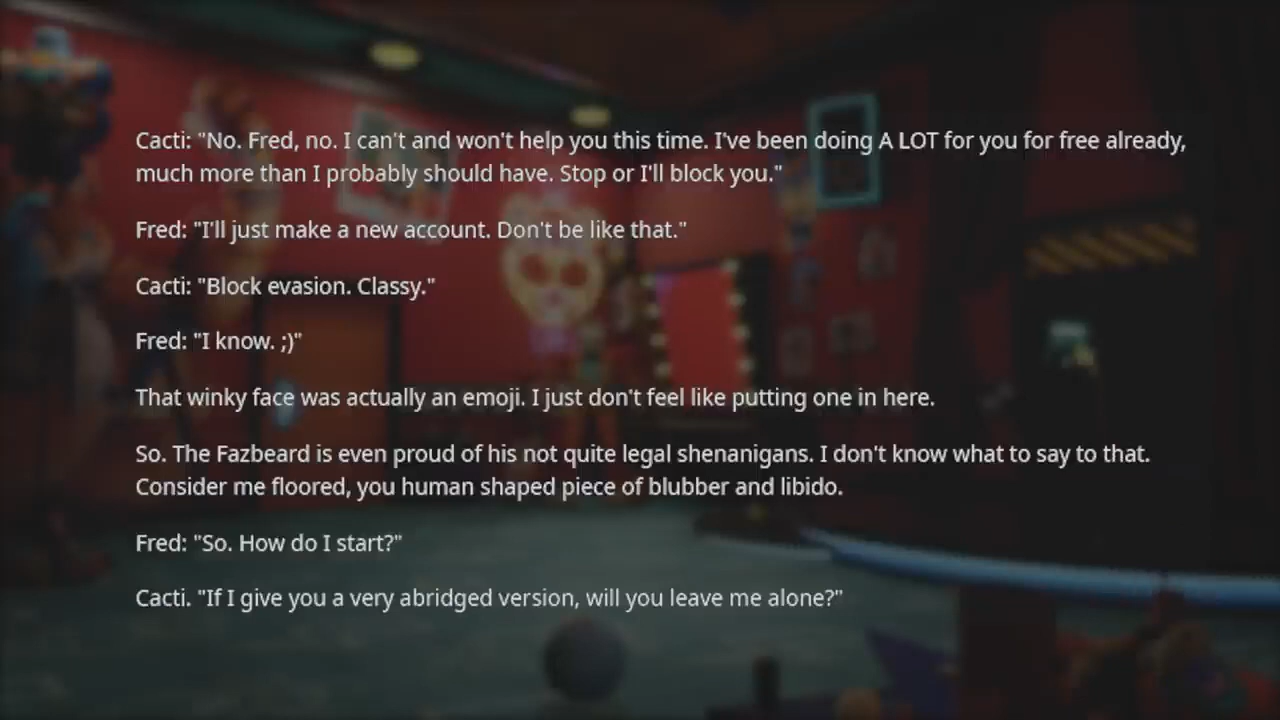 Cacti: "No. Fred, no. I can't and won't help you this time. I've been doing A LOT for you for free already,
much more than I probably should have. Stop or I'll block you."
Fred: "I'll just make a new account. Don't be like that."
Cacti: "Block evasion. Classy."
Fred: "I know. ;)"
That winky face was actually an emoji. I just don't feel like putting one in here.
So. The Fazbeard is even proud of his not quite legal shenanigans. I don't know what to say to that.
Consider me floored, you human shaped piece of blubber and libido.
Fred: "So. How do I start?"
Cacti. "If I give you a very abridged version, will you leave me alone?"